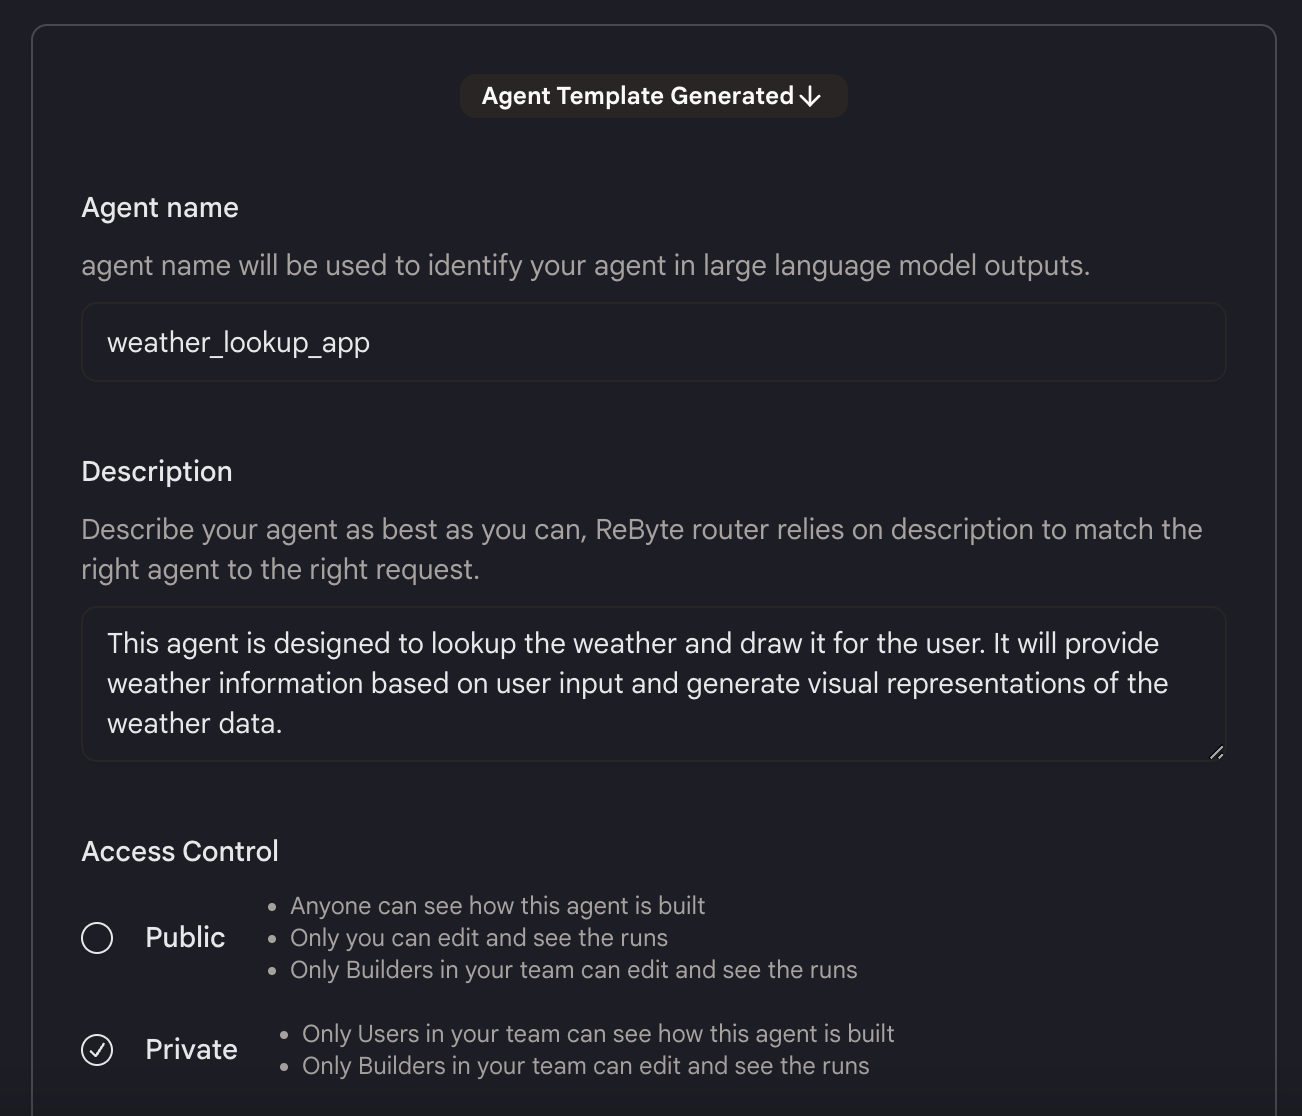 Agent Template Generated↓
Agent name
agent name will be used to identify your agent in large language model outputs.
weather_lookup_app
Description
Describe your agent as best as you can, ReByte router relies on description to match the
right agent to the right request.
This agent is designed to lookup the weather and draw it for the user. It will provide
weather information based on user input and generate visual representations of the
weather data.
Access Control
Public
• Anyone can see how this agent is built
• Only you can edit and see the runs
• Only Builders in your team can edit and see the runs
Private
• Only Users in your team can see how this agent is built
• Only Builders in your team can edit and see the runs